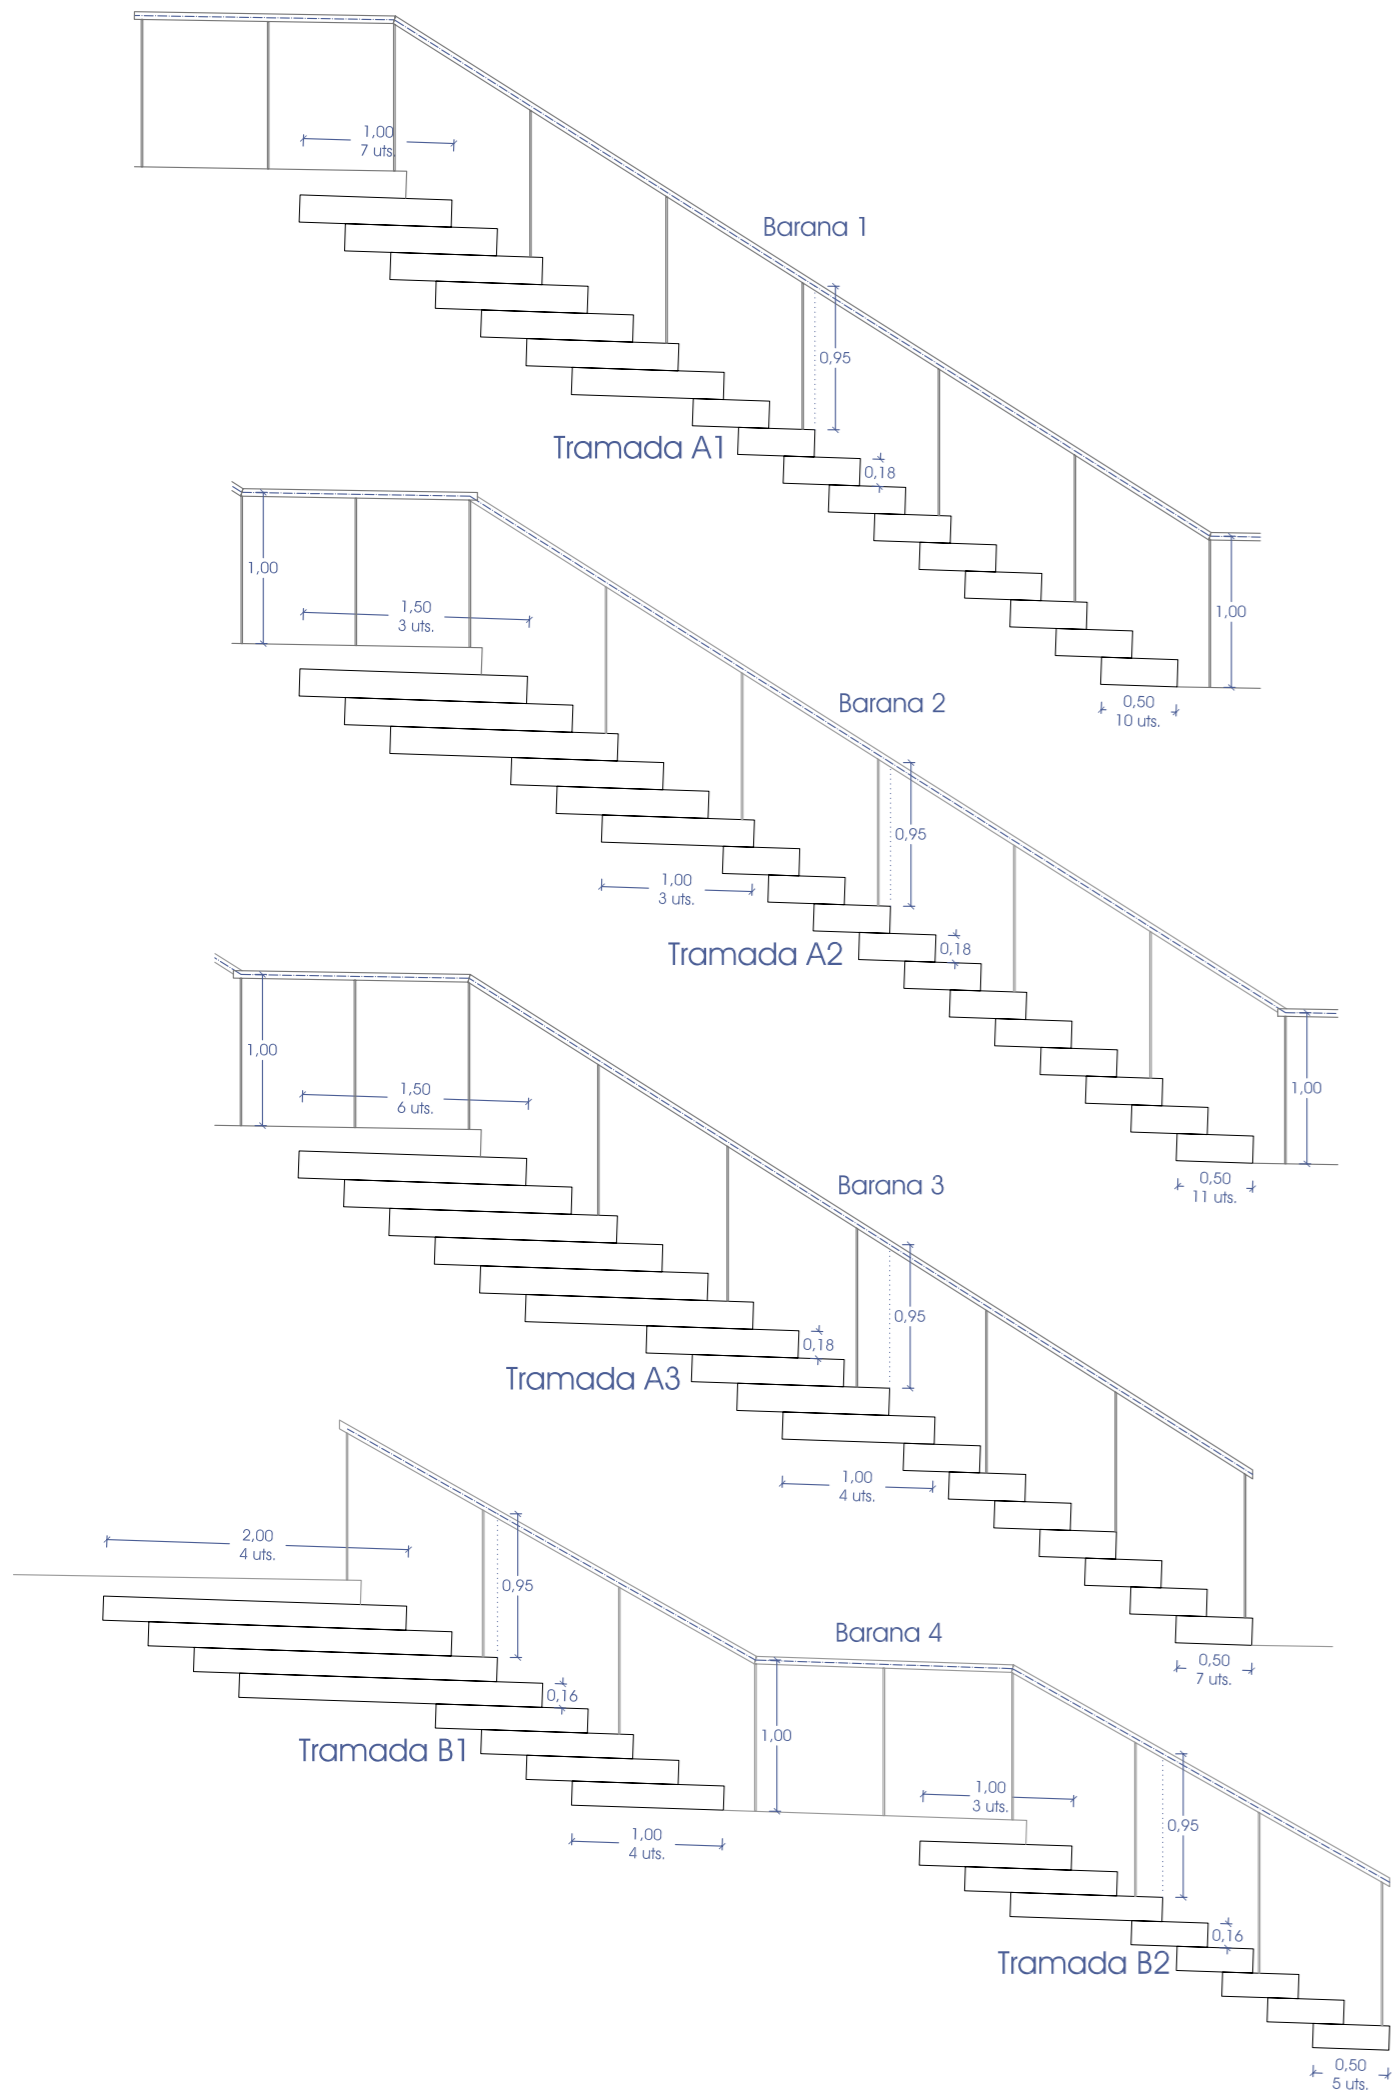 1,00
7 uts.
Barana 1
0,95
Tramada A1
0,18
1,00
1,00
1,50
3 uts.
0,50
10 uts.
Barana 2
0,95
1,00
3 uts.
Tramada A2
0,18
1,00
1,00
1,50
6 uts.
0,50
11 uts.
Barana 3
0,95
0,18
Tramada A3
1,00
4 uts.
2,00
4 uts.
0,95
Barana 4
0,50
7 uts.
0,16
Tramada B1
1,00
1,00
3 uts.
0,95
1,00
4 uts.
0,16
Tramada B2
0,50
5 uts.